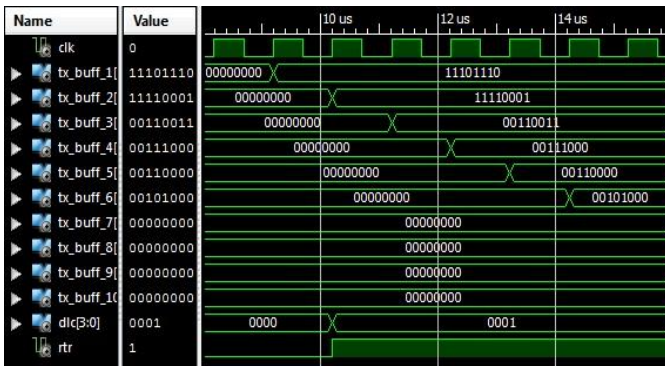 Name Value 10 us 12 us 14 us
clk 0
tx_buff_1[ 11101110 00000000 11101110
tx_buff_2[ 11110001 00000000 11110001
tx_buff_3[ 00110011 00000000 00110011
tx_buff_4[ 00111000 00000000 00111000
tx_buff_5[ 00110000 00000000 00110000
tx_buff_6[ 00101000 00000000 00101000
tx_buff_7[ 00000000 00000000
tx_buff_8[ 00000000 00000000
tx_buff_9[ 00000000 00000000
tx_buff_10 00000000 00000000
dlc[3:0] 0001 0000 0001
rtr 1